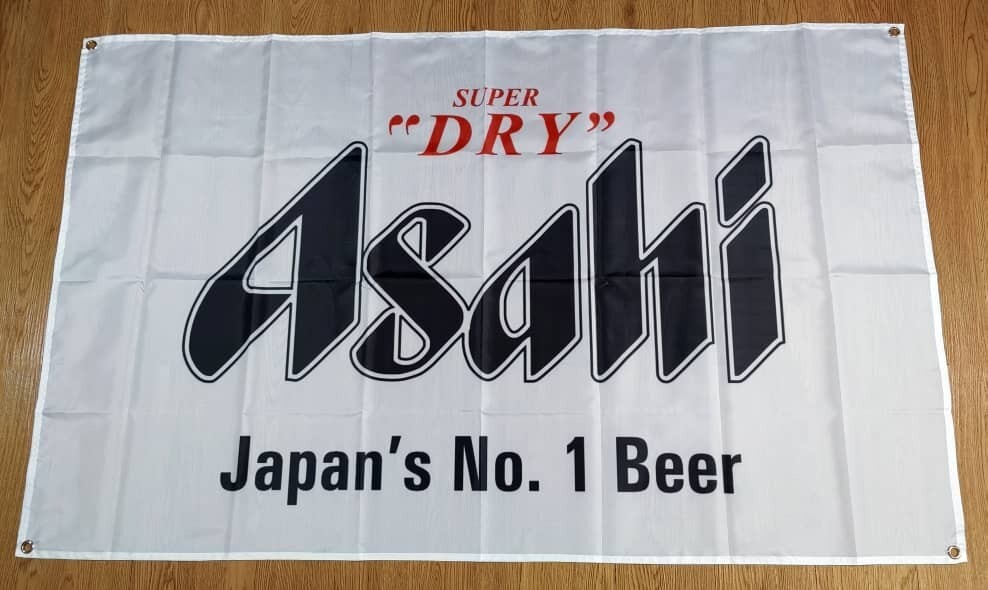 SUPER
“DRY”
Asahi
Japan's No. 1 Beer